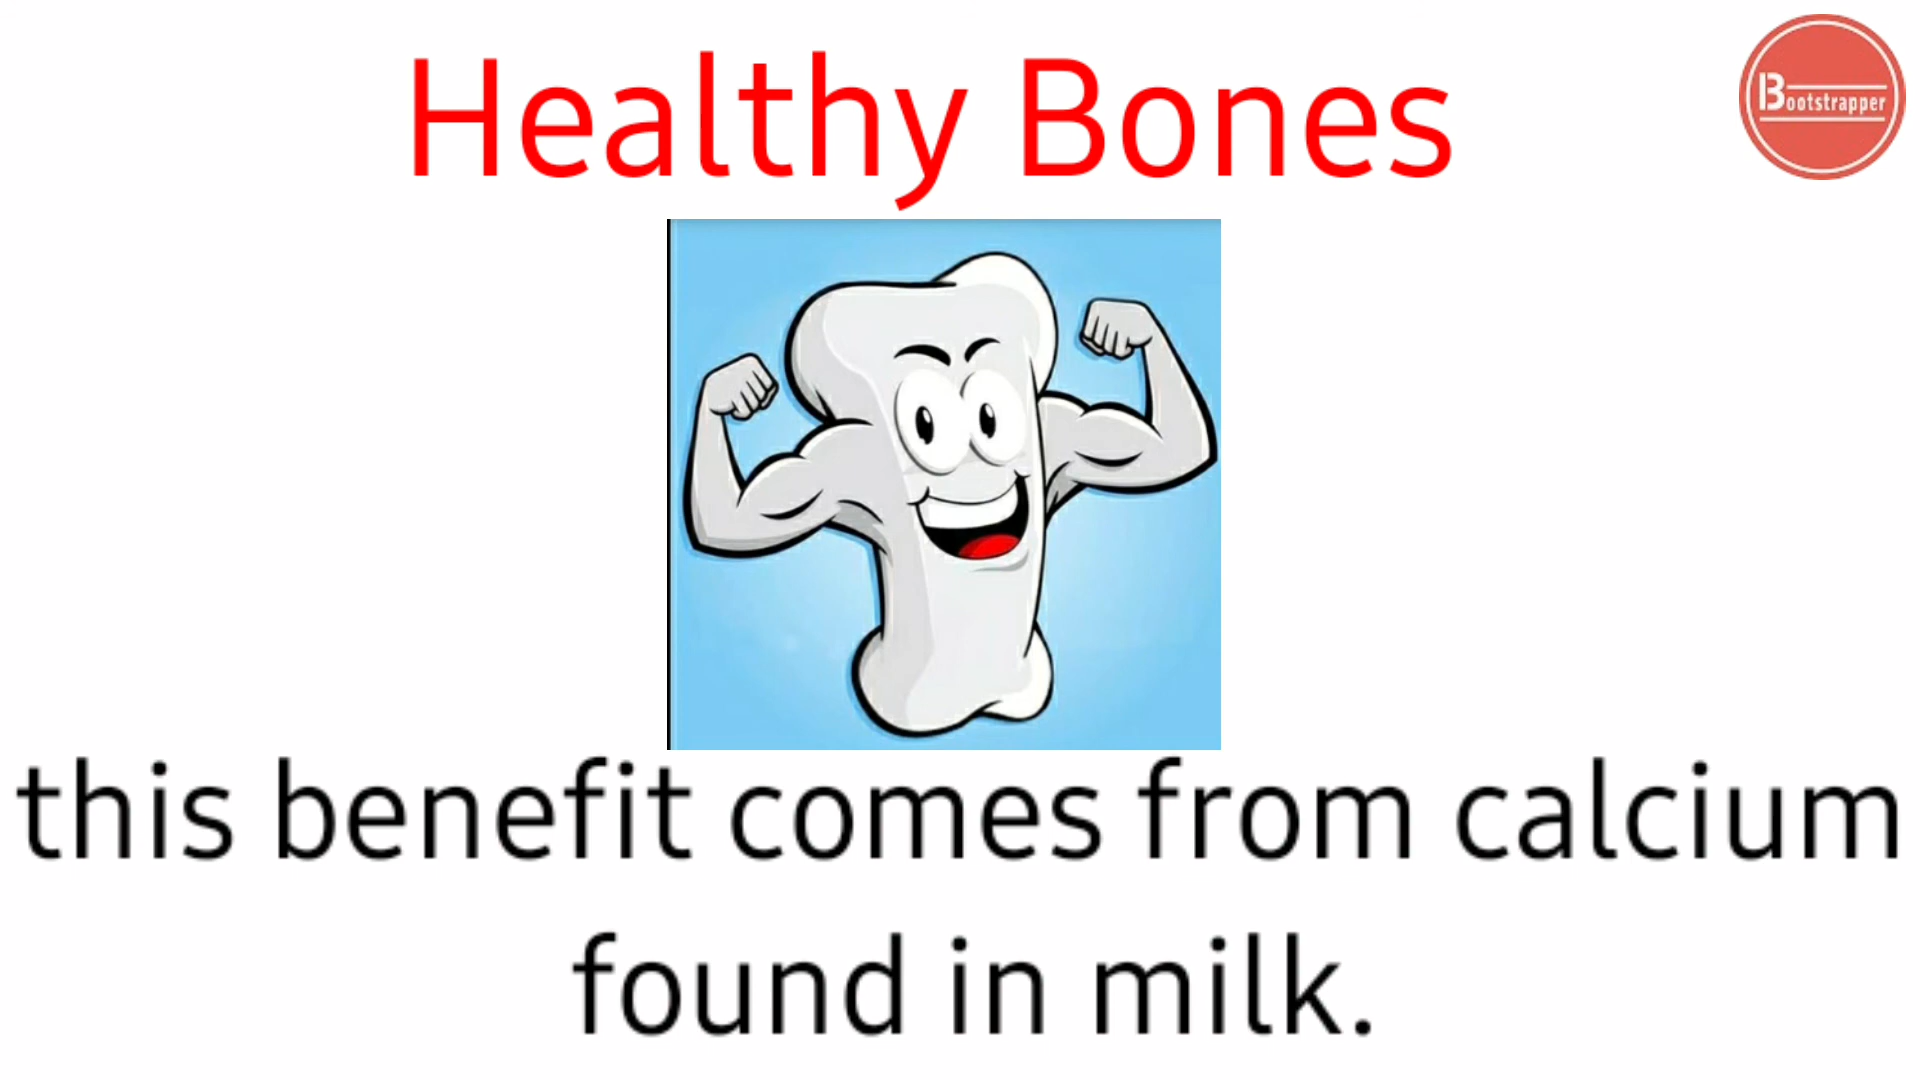 Healthy Bones
Bootstrapper
this benefit comes from calcium
found in milk.